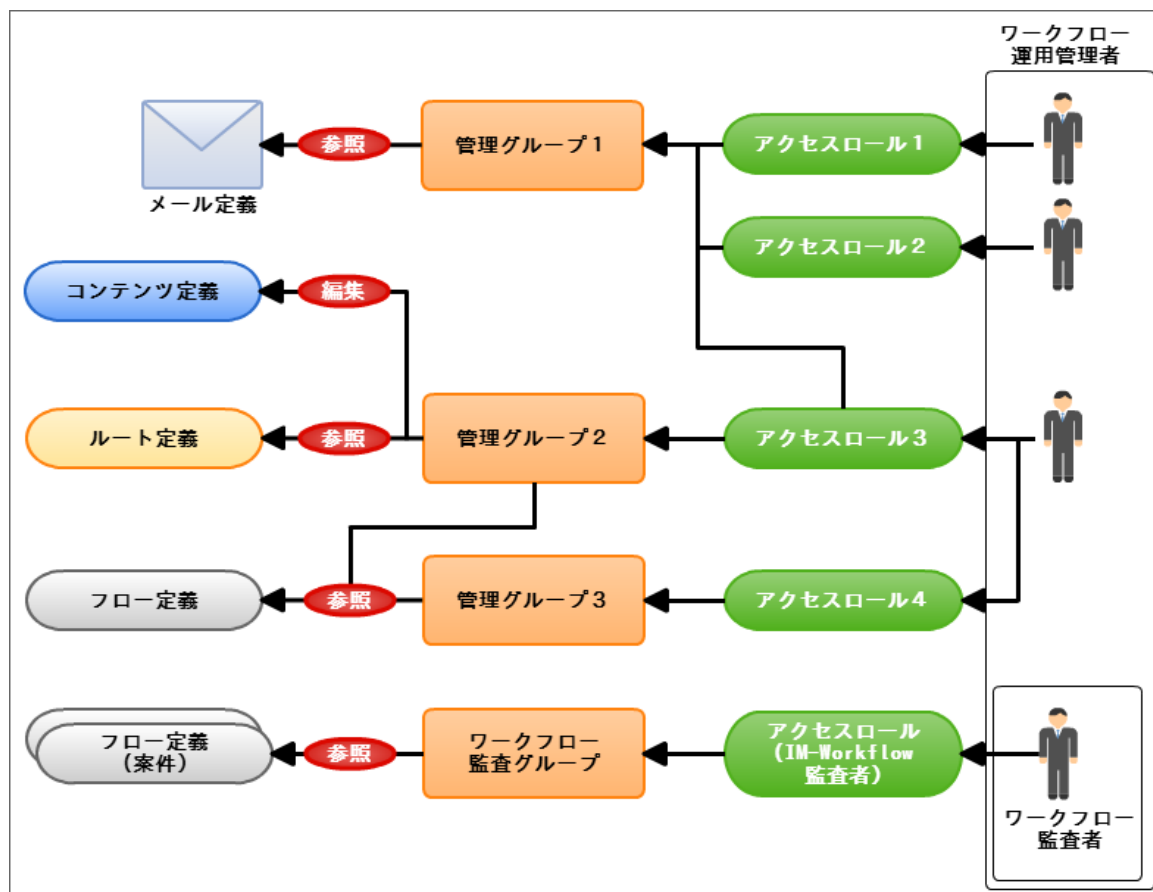 ワークフロー
運用管理者
参照
管理グループ1
アクセスロール1
メール定義
アクセスロール2
コンテンツ定義
編集
ルート定義
参照
管理グループ2
アクセスロール3
フロー定義
参照
管理グループ3
アクセスロール4
フロー定義
(案件)
参照
ワークフロー
監査グループ
アクセスロール
(IM-Workflow
監査者)
ワークフロー
監査者